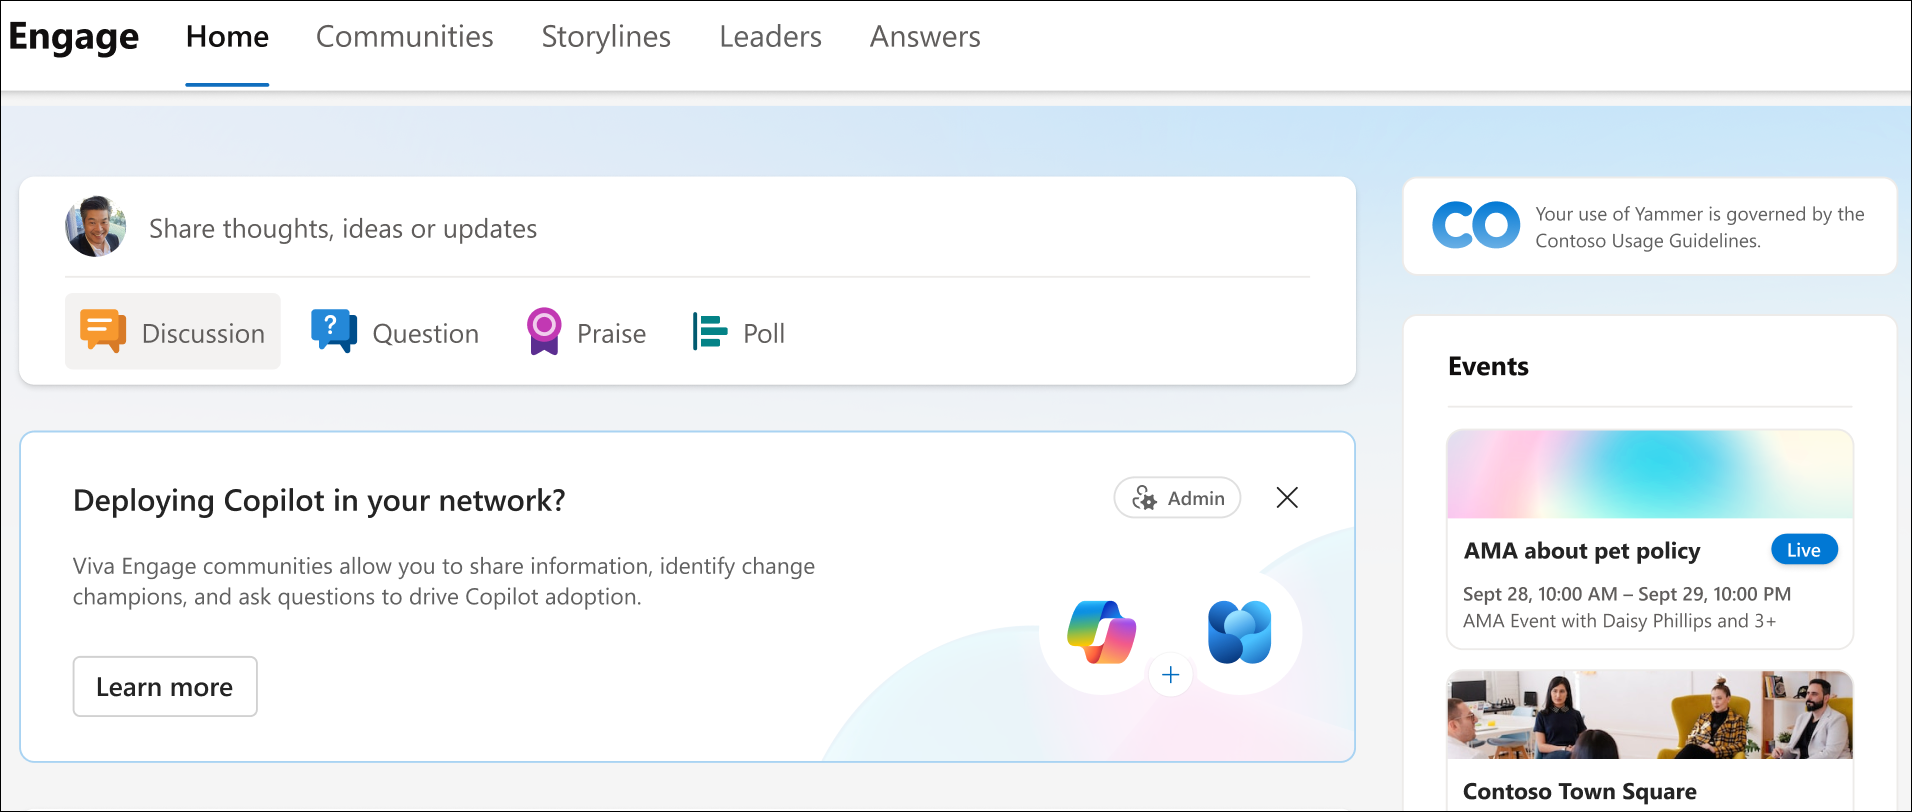 Engage Home Communities Storylines Leaders Answers
Share thoughts, ideas or updates
Discussion Question Praise Poll
Deploying Copilot in your network?
Admin
Viva Engage communities allow you to share information, identify change
champions, and ask questions to drive Copilot adoption.
Learn more
CO
Your use of Yammer is governed by the
Contoso Usage Guidelines.
Events
AMA about pet policy
Live
Sept 28, 10:00 AM – Sept 29, 10:00 PM
AMA Event with Daisy Phillips and 3+
Contoso Town Square